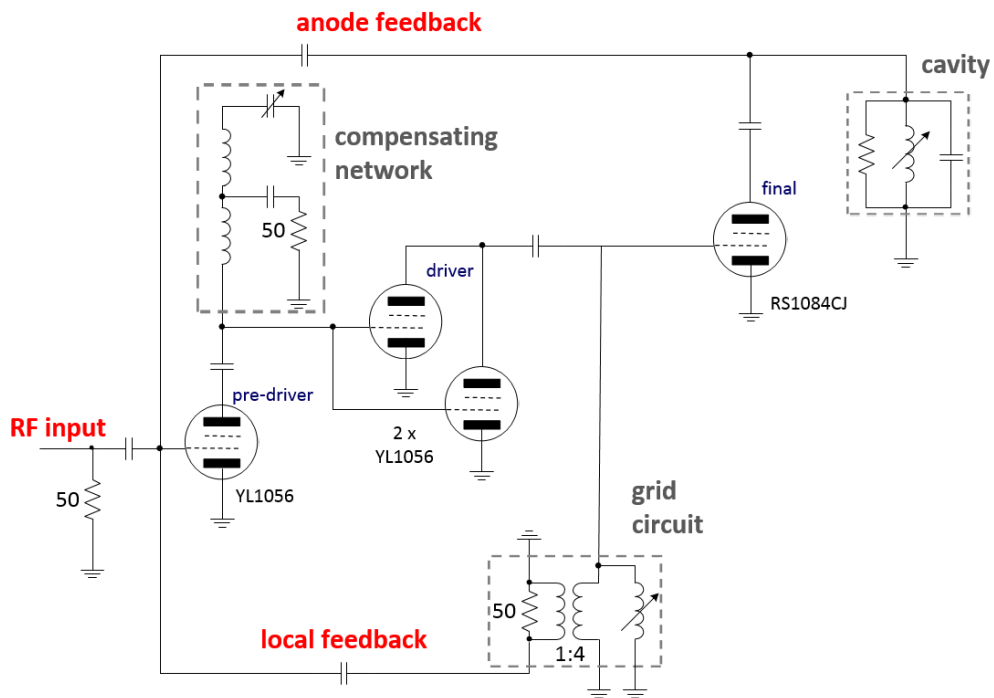 anode feedback
cavity
compensating
network
50
final
driver
RS1084CJ
pre-driver
RF input
2 x
YL1056
50
YL1056
grid
circuit
50
local feedback
1:4